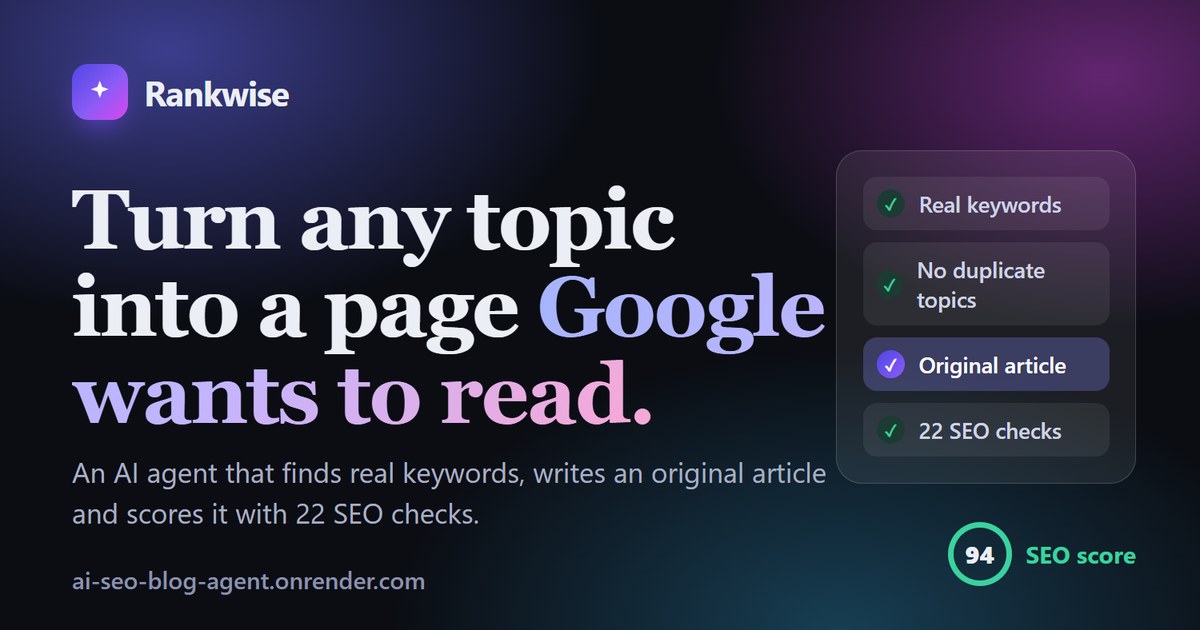 Rankwise
Turn any topic
into a page Google
wants to read.
An AI agent that finds real keywords, writes an original article
and scores it with 22 SEO checks.
ai-seo-blog-agent.onrender.com
Real keywords
No duplicate
topics
Original article
22 SEO checks
94 SEO score